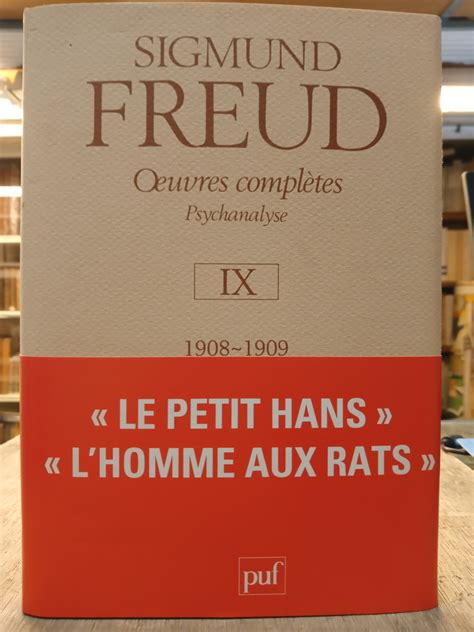 SIGMUND
FREUD
Œuvres complètes
Psychanalyse
IX
1908~1909
« LE PETIT HANS »
« L’HOMME AUX RATS »
puf